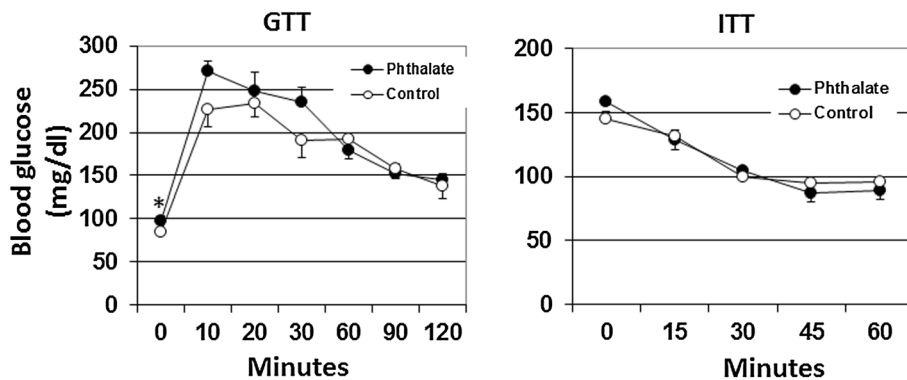 GTT
Blood glucose
(mg/dl)
300
250
200
150
100
50
0
*
Phthalate
Control
0 10 20 30 60 90 120
Minutes
ITT
200
150
100
50
0
Phthalate
Control
0 15 30 45 60
Minutes